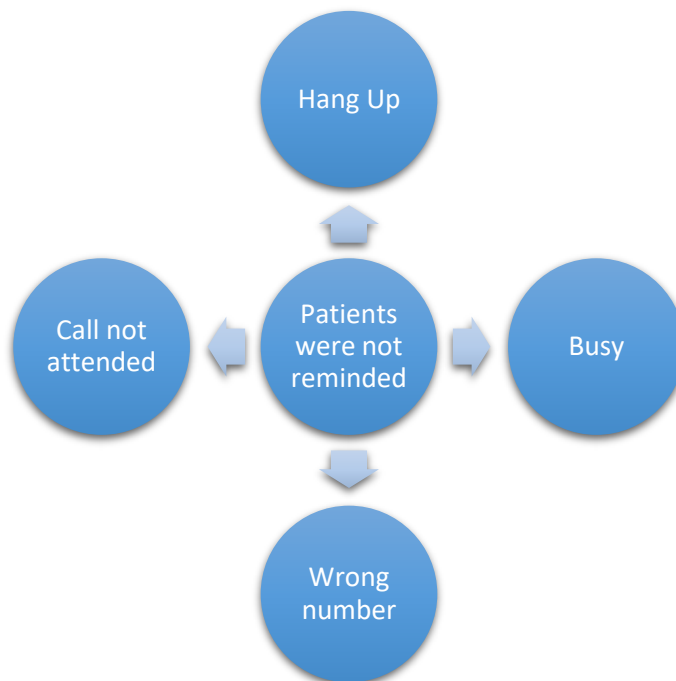 Hang Up
Call not
attended
Patients
were not
reminded
Busy
Wrong
number